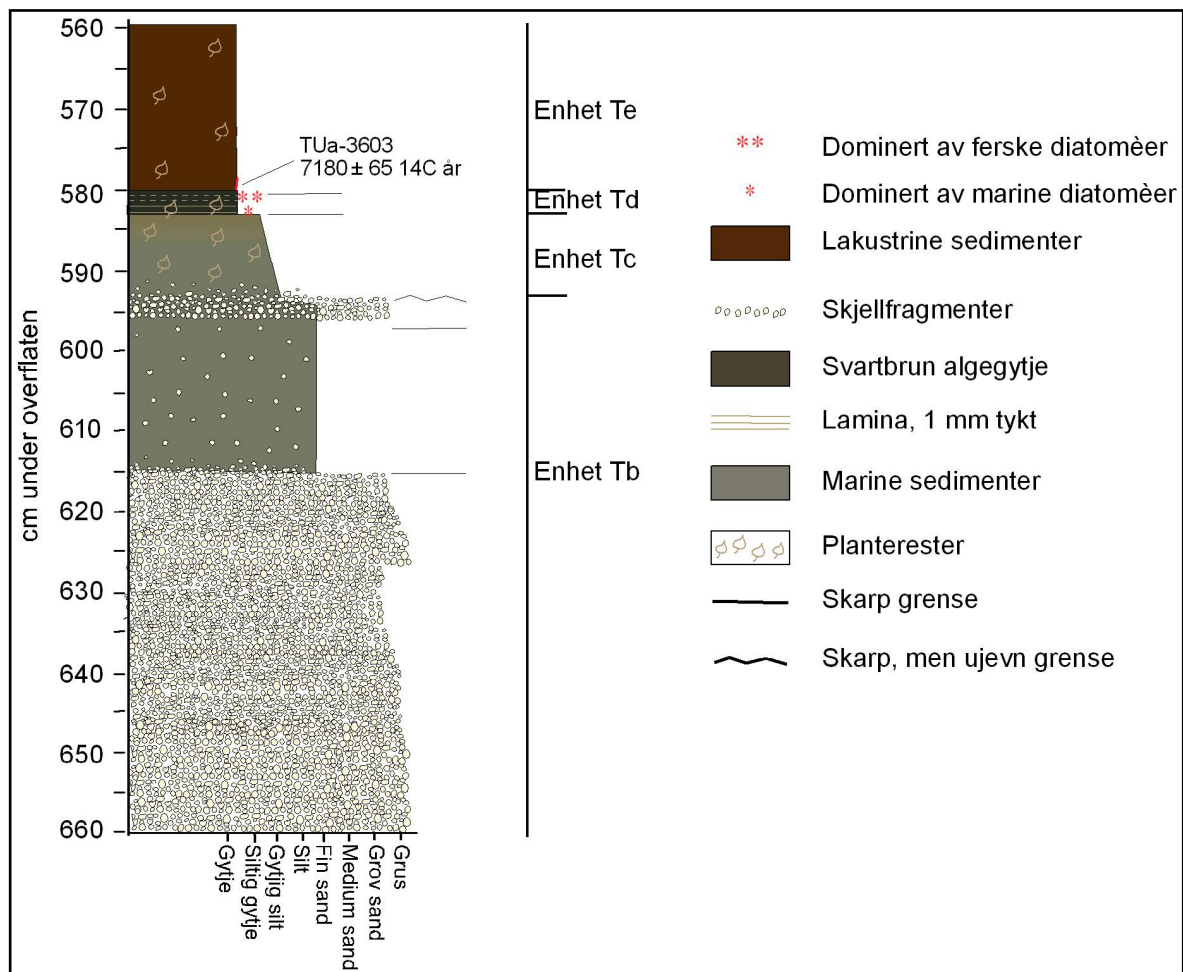 560
570
580
590
600
610
620
630
640
650
660
cm under overflaten
Gytje
Siltig gytje
Gytjig silt
Silt
Fin sand
Medium sand
Grov sand
Grus
TUa-3603
7180 ± 65 14C år
Enhet Te
Enhet Td
Enhet Tc
Enhet Tb
** Dominert av ferske diatomèer
* Dominert av marine diatomèer
Lakustrine sedimenter
Skjellfragmenter
Svartbrun algegytje
Lamina, 1 mm tykt
Marine sedimenter
Planterester
Skarp grense
Skarp, men ujevn grense